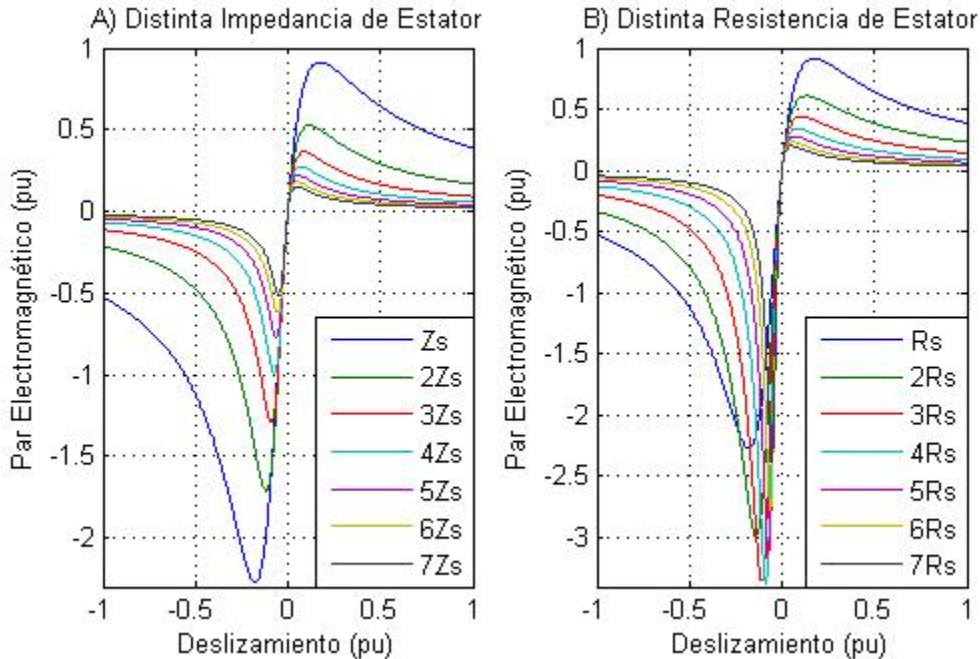 A) Distinta Impedancia de Estator
1
0.5
0
-0.5
-1
-1.5
-2
Par Electromagnético (pu)
Zs
2Zs
3Zs
4Zs
5Zs
6Zs
7Zs
-1
-0.5
0
0.5
1
Deslizamiento (pu)
B) Distinta Resistencia de Estator
1
0.5
0
-0.5
-1
-1.5
-2
-2.5
-3
Par Electromagnético (pu)
Rs
2Rs
3Rs
4Rs
5Rs
6Rs
7Rs
-1
-0.5
0
0.5
1
Deslizamiento (pu)